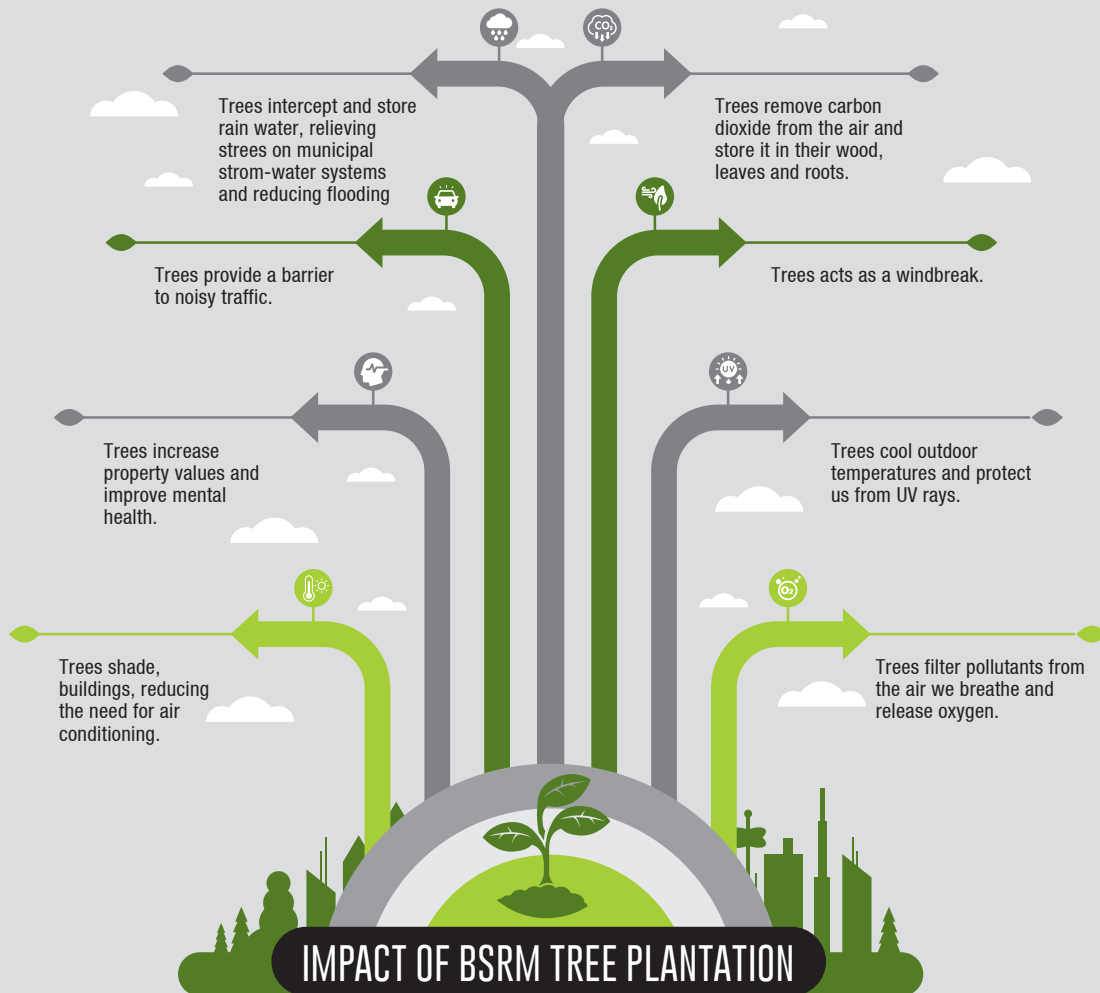 CO₂
Trees intercept and store
rain water, relieving
strees on municipal
strom-water systems
and reducing flooding
Trees remove carbon
dioxide from the air and
store it in their wood,
leaves and roots.
Trees provide a barrier
to noisy traffic.
Trees acts as a windbreak.
Trees increase
property values and
improve mental
health.
UV
Trees cool outdoor
temperatures and protect
us from UV rays.
Trees shade,
buildings, reducing
the need for air
conditioning.
O₂
Trees filter pollutants from
the air we breathe and
release oxygen.
IMPACT OF BSRM TREE PLANTATION